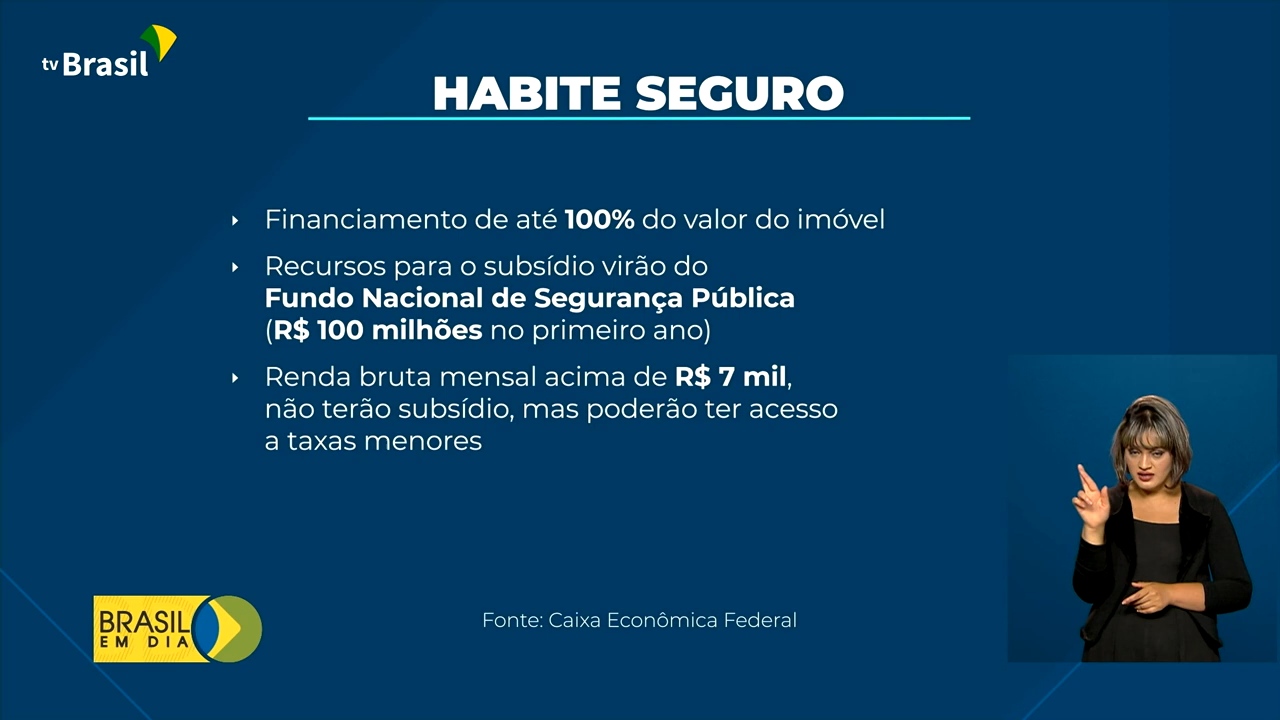 tv Brasil
HABITE SEGURO
Financiamento de até 100% do valor do imóvel
Recursos para o subsídio virão do
Fundo Nacional de Segurança Pública
(R$ 100 milhões no primeiro ano)
Renda bruta mensal acima de R$ 7 mil,
não terão subsídio, mas poderão ter acesso
a taxas menores
BRASIL
EM DIA
Fonte: Caixa Econômica Federal